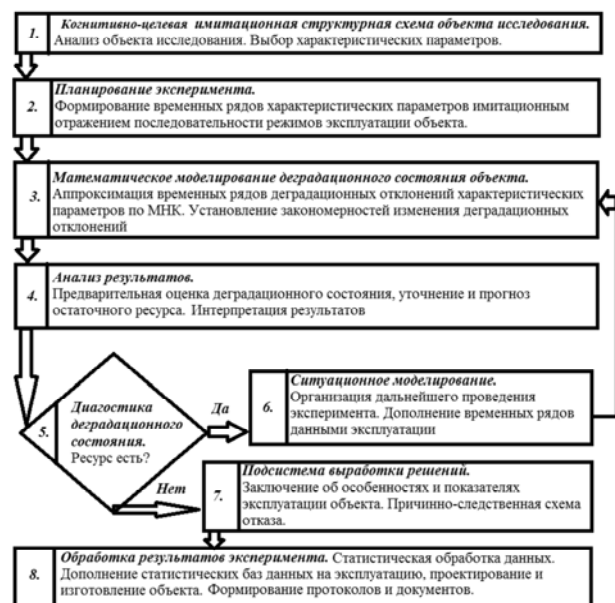 1. Когнитивно-целевая имитационная структурная схема объекта исследования.
Анализ объекта исследования. Выбор характеристических параметров.
Планирование эксперимента.
2. Формирование временных рядов характеристических параметров имитационным
отражением последовательности режимов эксплуатации объекта.
Математическое моделирование деградационного состояния объекта.
Аппроксимация временных рядов деградационных отклонений характеристических
3. параметров по МНК. Установление закономерностей изменения деградационных
отклонений
Анализ результатов.
4. Предварительная оценка деградационного состояния, уточнение и прогноз
остаточного ресурса. Интерпретация результатов
5. Диагостика
деградационного
состояния.
Ресурс есть?
Да
Нет
Ситуационное моделирование.
6. Организация дальнейшего проведения
эксперимента. Дополнение временных рядов
данными эксплуатации
Подсистема выработки решений.
7. Заключение об особенностях и показателях
эксплуатации объекта. Причинно-следственная схема
отказа.
Обработка результатов эксперимента. Статистическая обработка данных.
8. Дополнение статистических баз данных на эксплуатацию, проектирование и
изготовление объекта. Формирование протоколов и документов.